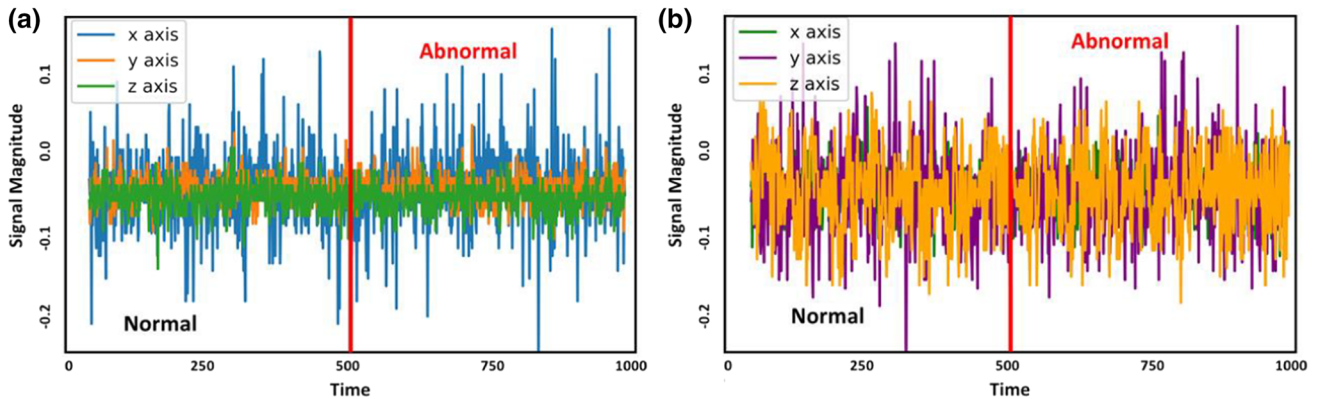 (a)
x axis
y axis
z axis
Abnormal
Normal
Signal Magnitude
0.1
0.0
-0.1
-0.2
0
250
500
750
1000
Time
(b)
x axis
y axis
z axis
Abnormal
Normal
Signal Magnitude
0.1
0.0
-0.1
-0.2
0
250
500
750
1000
Time